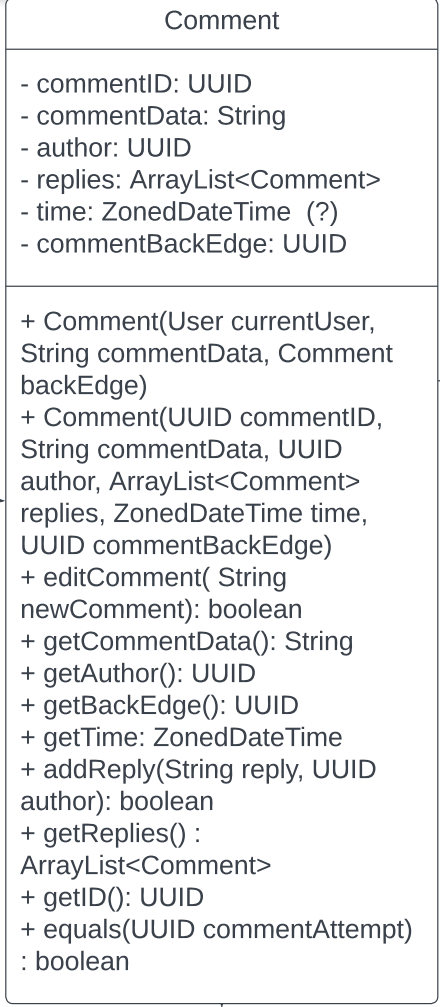 Comment
- commentID: UUID
- commentData: String
- author: UUID
- replies: ArrayList<Comment>
- time: ZonedDateTime  (?)
- commentBackEdge: UUID
+ Comment(User currentUser,
String commentData, Comment
backEdge)
+ Comment(UUID commentID,
String commentData, UUID
author, ArrayList<Comment>
replies, ZonedDateTime time,
UUID commentBackEdge)
+ editComment( String
newComment): boolean
+ getCommentData(): String
+ getAuthor(): UUID
+ getBackEdge(): UUID
+ getTime: ZonedDateTime
+ addReply(String reply, UUID
author): boolean
+ getReplies() :
ArrayList<Comment>
+ getID(): UUID
+ equals(UUID commentAttempt)
: boolean